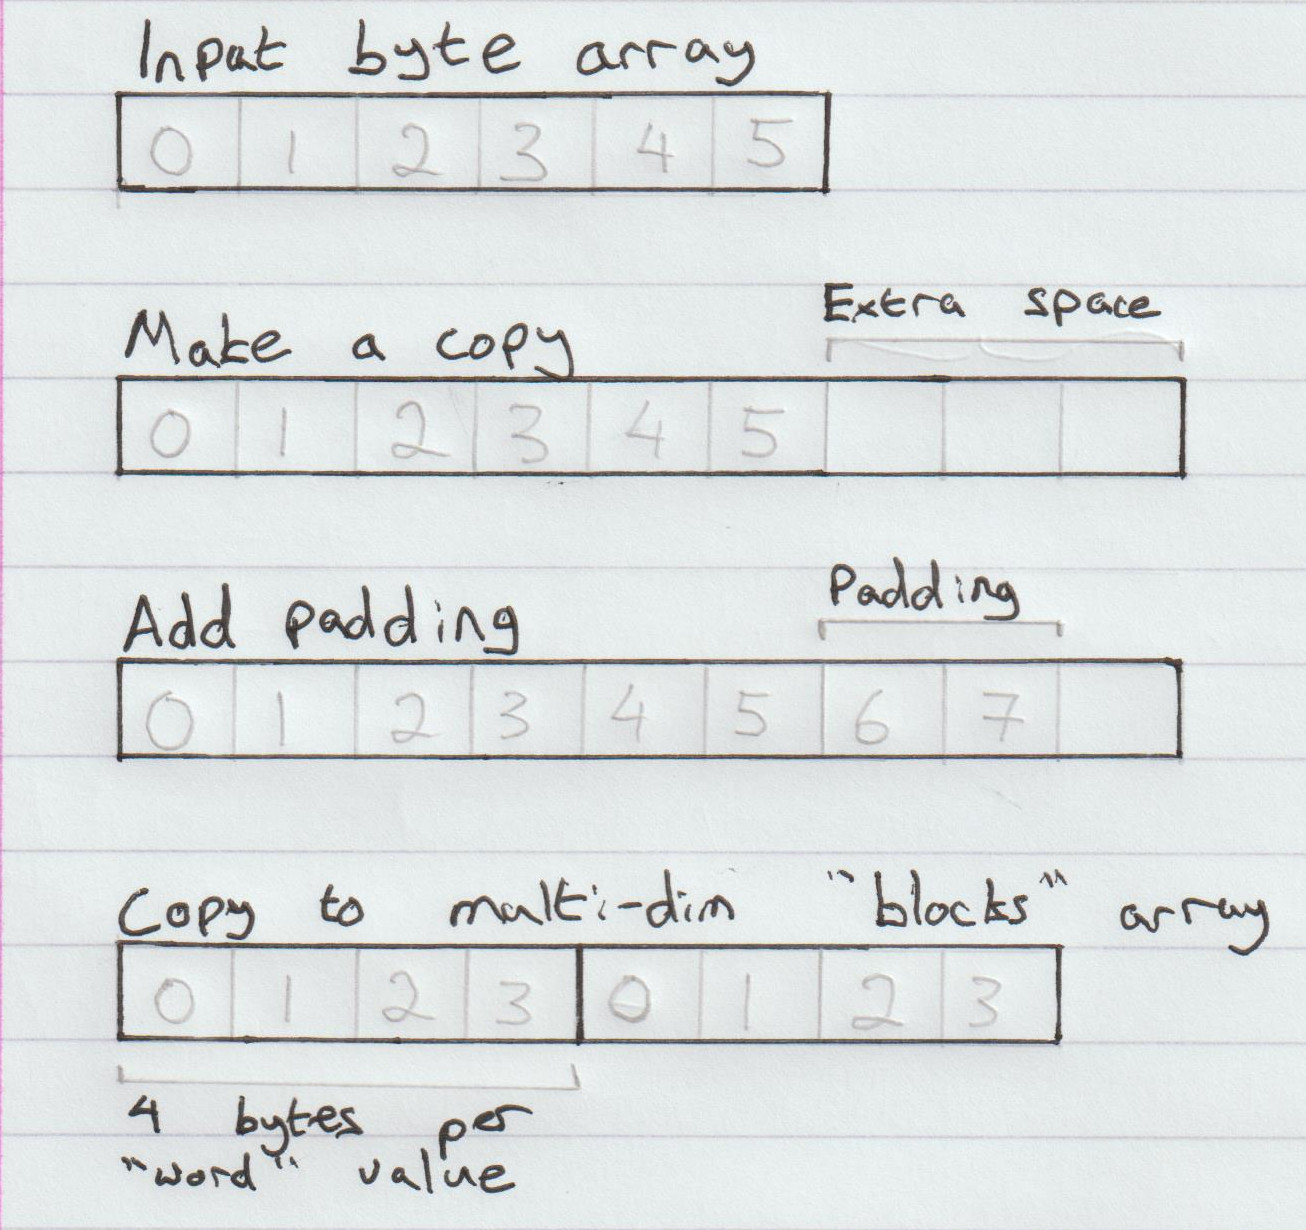 Input byte array
0 1 2 3 4 5
Extra space
Make a copy
0 1 2 3 4 5
Padding
Add padding
0 1 2 3 4 5 6 7
Copy to multi-dim "blocks" array
0 1 2 3 0 1 2 3
4 bytes per
"word" value